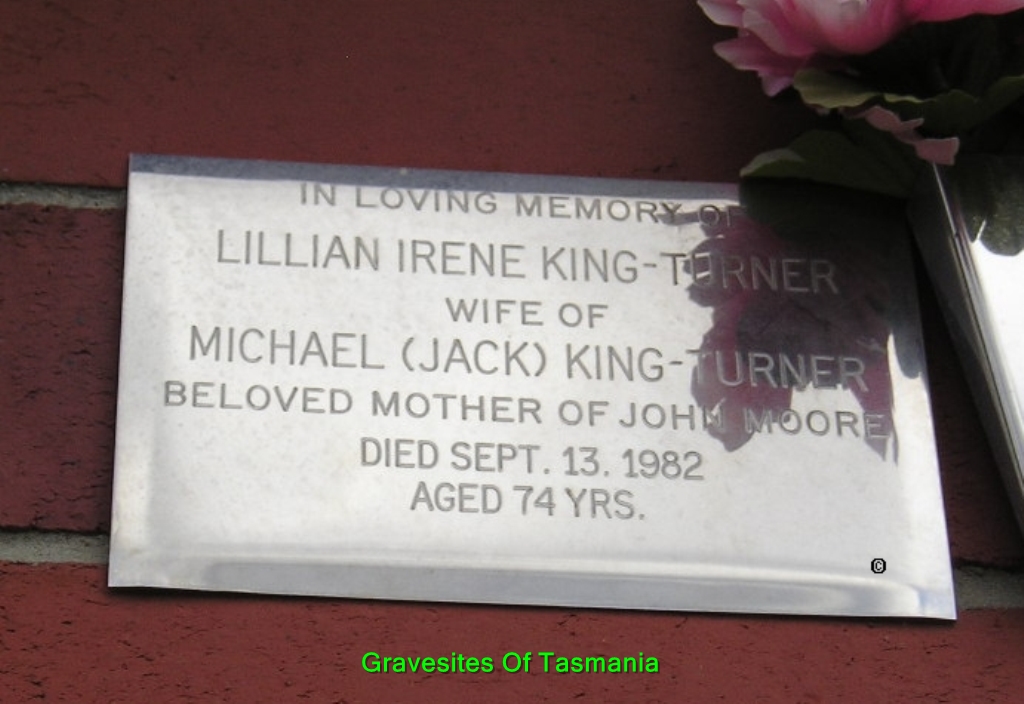 IN LOVING MEMORY OF
LILLIAN IRENE KING-TURNER
WIFE OF
MICHAEL (JACK) KING-TURNER
BELOVED MOTHER OF JOHN MOORE
DIED SEPT. 13. 1982
AGED 74 YRS.
©
Gravesites Of Tasmania